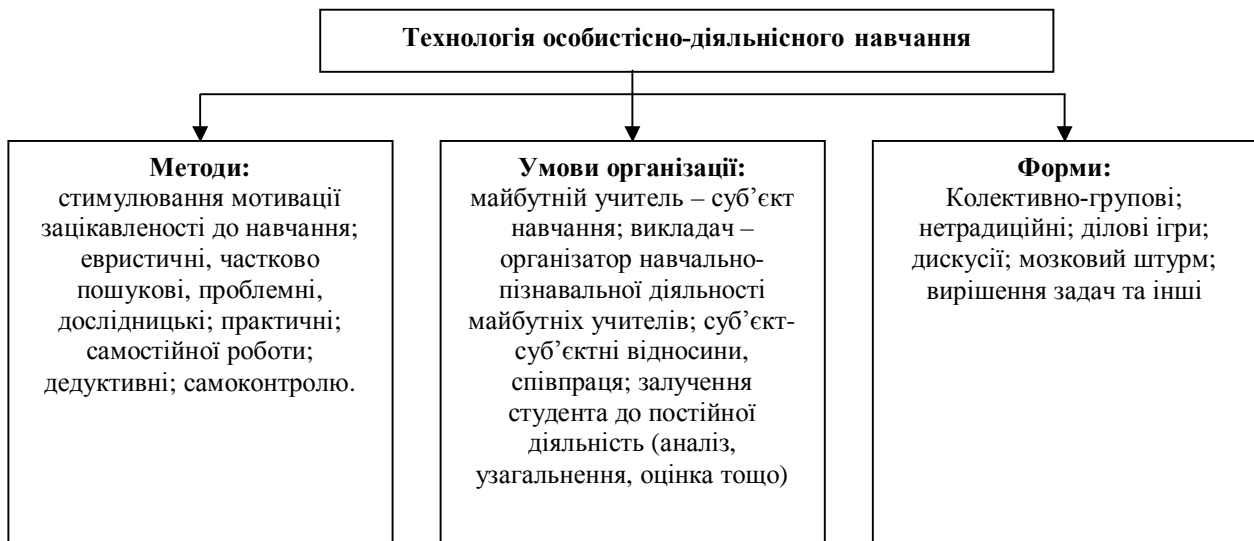 Технологія особистісно-діяльнісного навчання
Методи:
стимулювання мотивації
зацікавленості до навчання;
евристичні, частково
пошукові, проблемні,
дослідницькі; практичні;
самостійної роботи;
дедуктивні; самоконтролю.
Умови організації:
майбутній учитель – суб’єкт
навчання; викладач –
організатор навчально-
пізнавальної діяльності
майбутніх учителів; суб’єкт-
суб’єктні відносини,
співпраця; залучення
студента до постійної
діяльність (аналіз,
узагальнення, оцінка тощо)
Форми:
Колективно-групові;
нетрадиційні; ділові ігри;
дискусії; мозковий штурм;
вирішення задач та інші